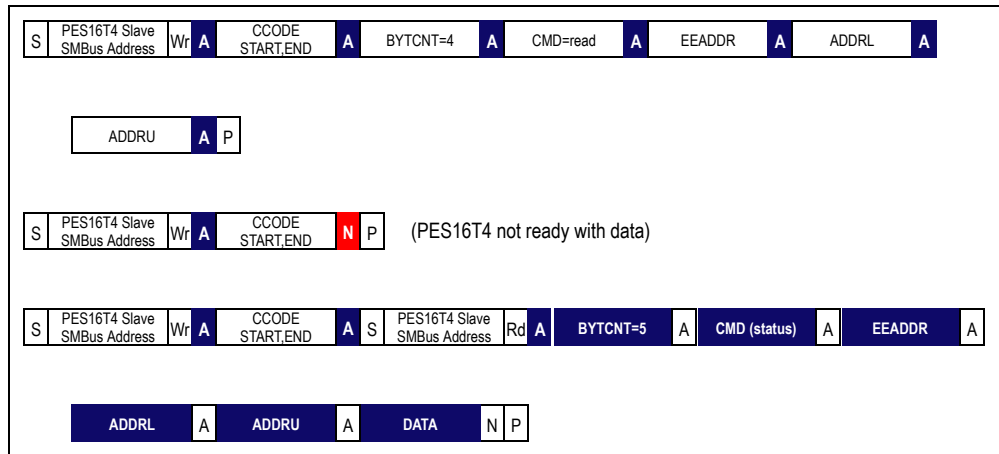 S PES16T4 Slave SMBus Address Wr A CCODE START,END A BYTCNT=4 A CMD=read A EEADDR A ADDRL A
ADDRU A P
S PES16T4 Slave SMBus Address Wr A CCODE START,END N P (PES16T4 not ready with data)
S PES16T4 Slave SMBus Address Wr A CCODE START,END A S PES16T4 Slave SMBus Address Rd A BYTCNT=5 A CMD (status) A EEADDR A
ADDRL A ADDRU A DATA N P